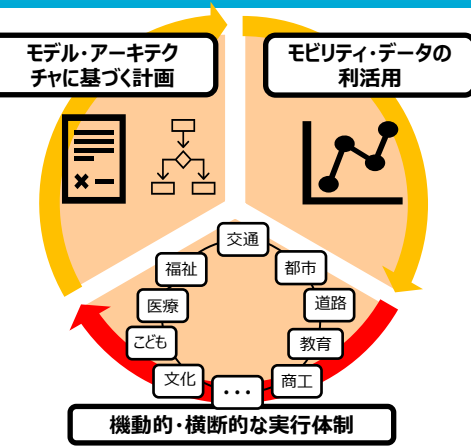 モデル・アーキテク
チャに基づく計画
モビリティ・データの
利活用
交通
福祉
都市
医療
道路
こども
教育
文化
商工
・・・
機動的・横断的な実行体制